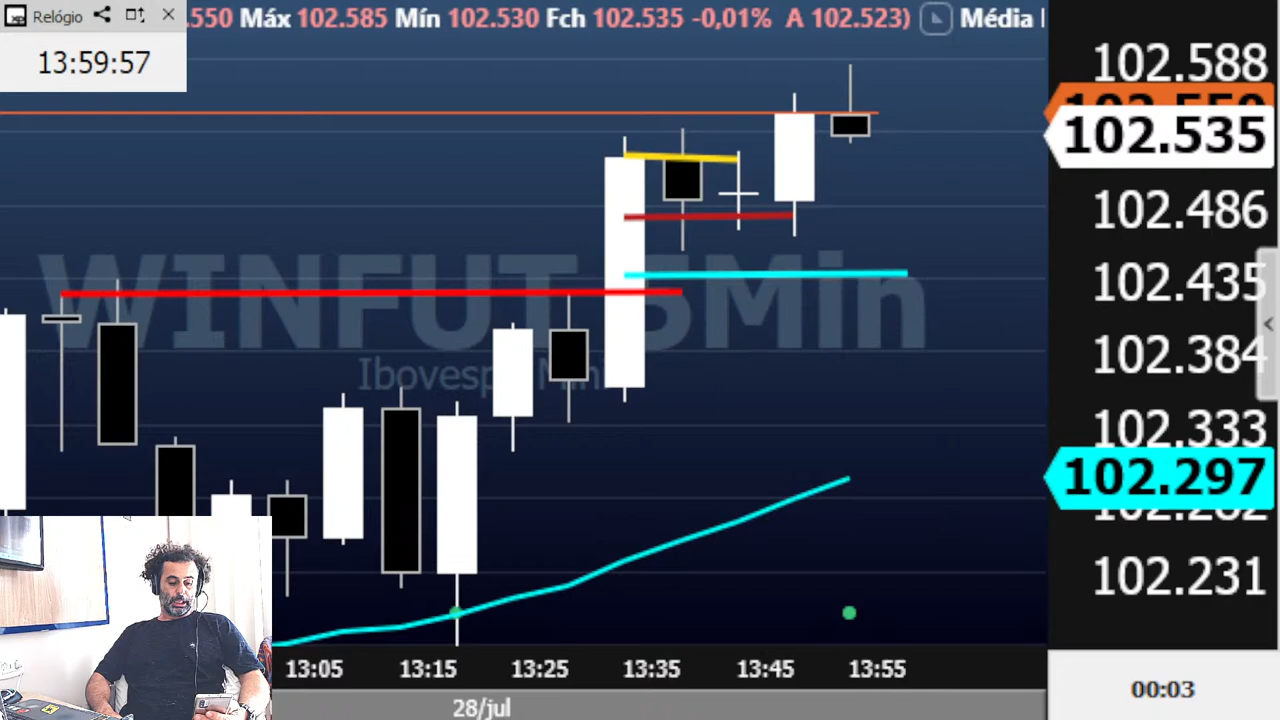 Relógio
13:59:57
.550 Máx 102.585 Mín 102.530 Fch 102.535 -0,01% A 102.523) Média
102.588
102.535
102.486
WINFUT 5Min
102.435
102.384
102.333
102.297
102.231
13:05 13:15 13:25 13:35 13:45 13:55
28/jul
00:03